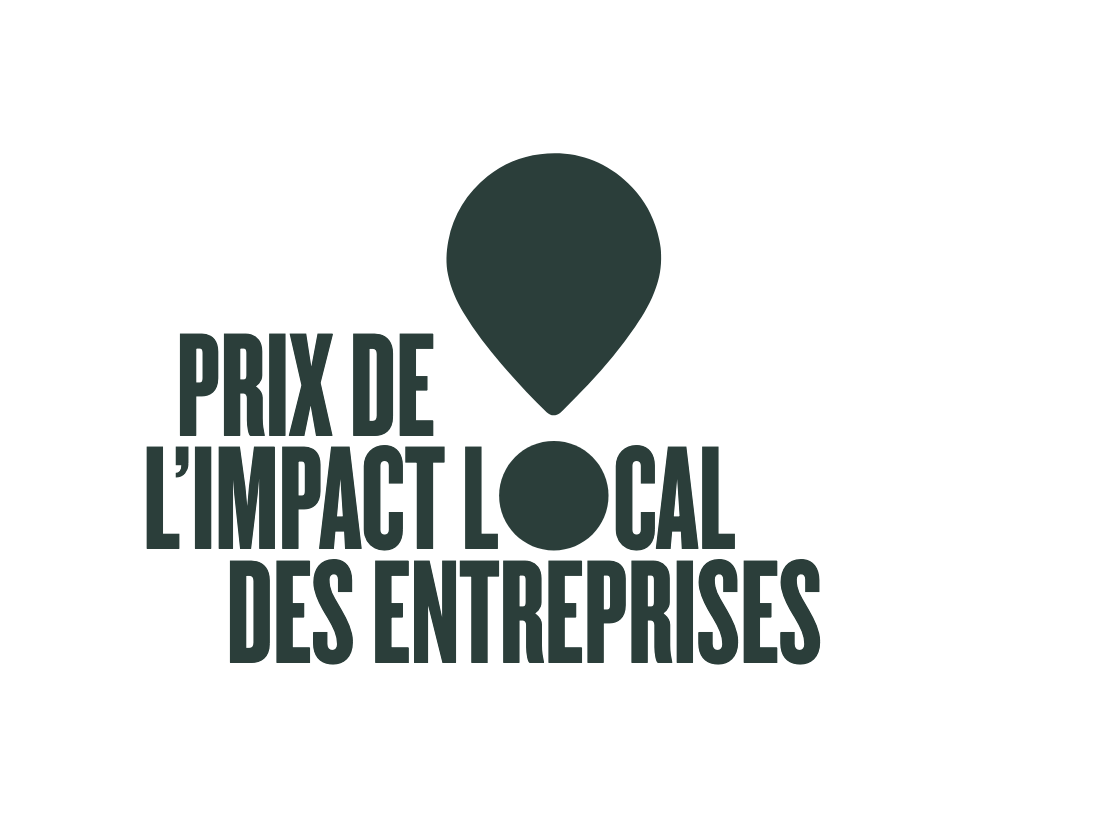 PRIX DE
L’IMPACT LOCAL
DES ENTREPRISES